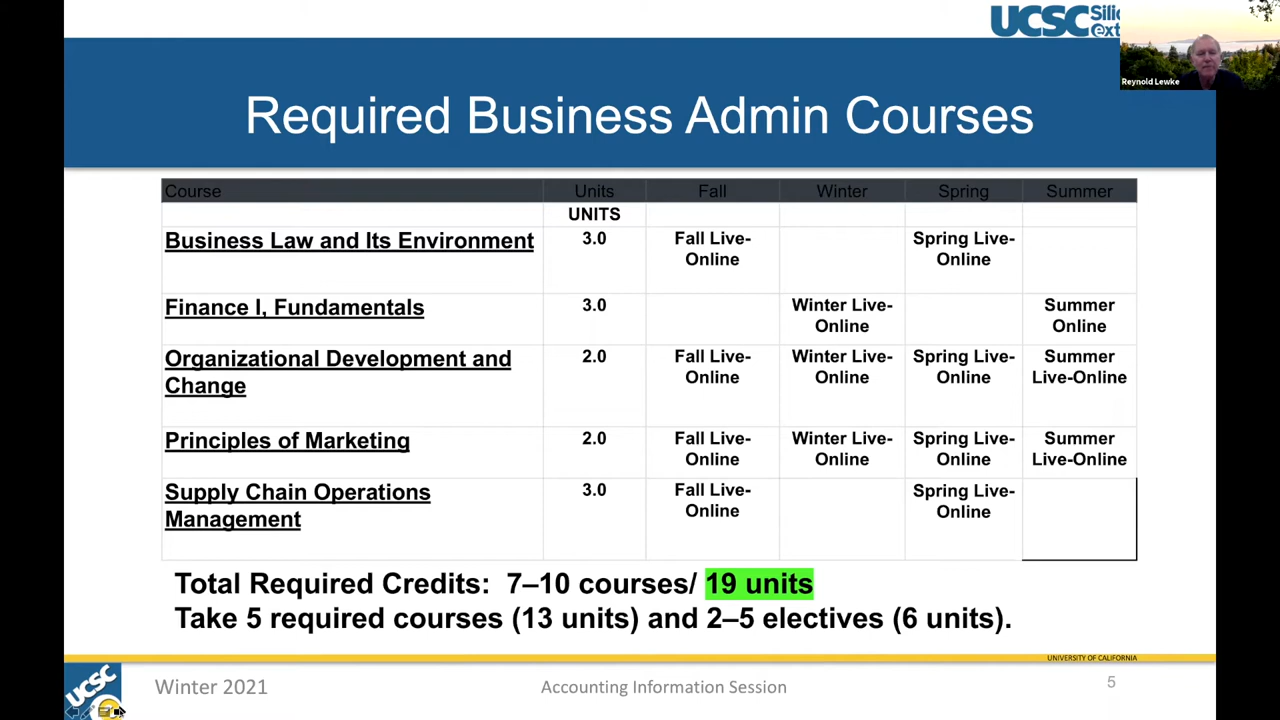 UCSC Sili
ext
Reynold Lewke
Required Business Admin Courses
Course Units Fall Winter Spring Summer
UNITS
Business Law and Its Environment 3.0 Fall Live- Spring Live-
Online Online
Finance I, Fundamentals 3.0 Winter Live- Summer
Online Online
Organizational Development and 2.0 Fall Live- Winter Live- Spring Live- Summer
Change Online Online Online Live-Online
Principles of Marketing 2.0 Fall Live- Winter Live- Spring Live- Summer
Online Online Online Live-Online
Supply Chain Operations 3.0 Fall Live- Spring Live-
Management Online Online
Total Required Credits: 7–10 courses/ 19 units
Take 5 required courses (13 units) and 2–5 electives (6 units).
UNIVERSITY OF CALIFORNIA
UCSC Winter 2021 Accounting Information Session 5